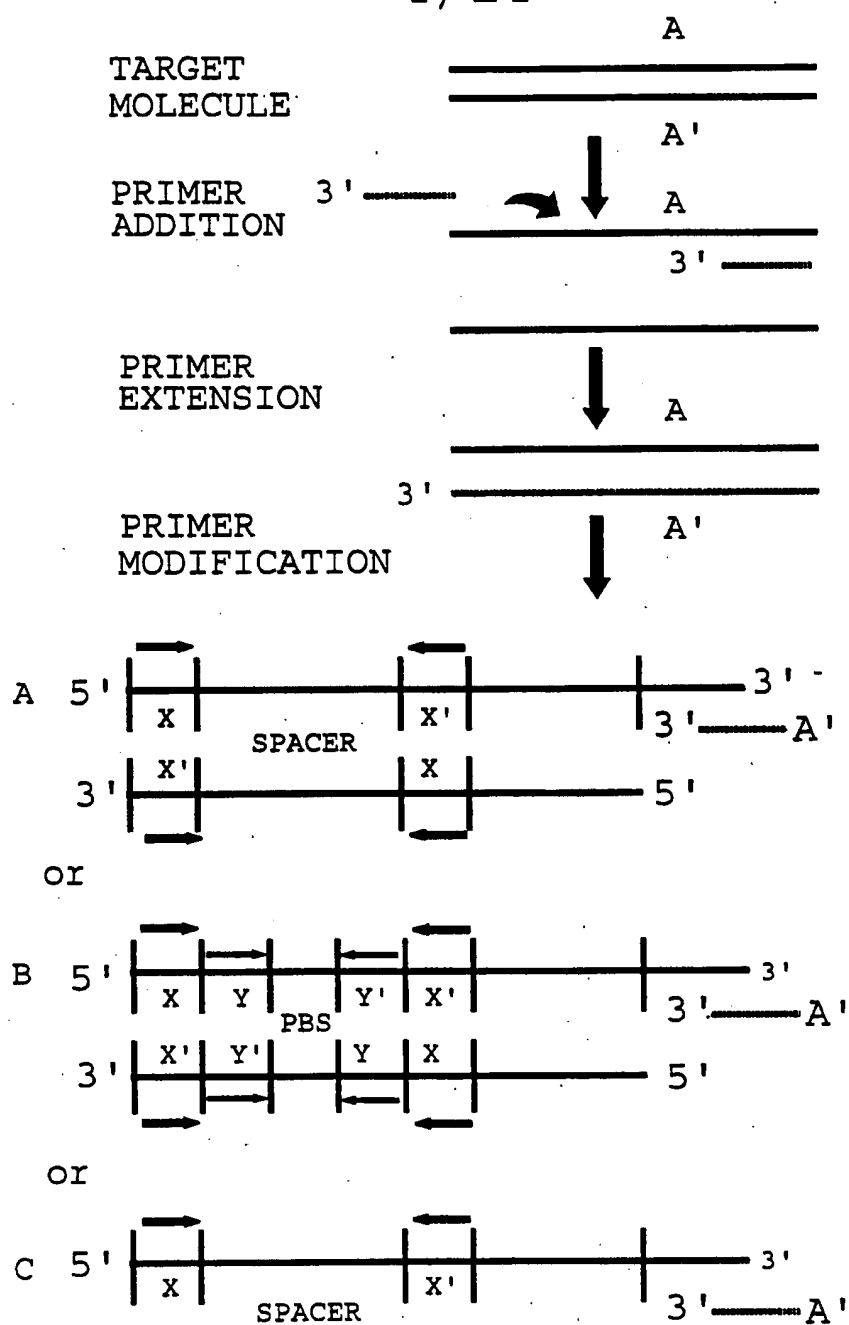 A
TARGET
MOLECULE
A'
PRIMER 3' A
ADDITION
3'
PRIMER
EXTENSION
A
3'
PRIMER A'
MODIFICATION
A 5' 3'
X X' 3' A'
SPACER
X' X
3' 5'
or
B 5' 3'
X Y Y' X' 3' A'
PBS
X' Y' Y X
3' 5'
or
C 5' 3'
X X' 3' A'
SPACER